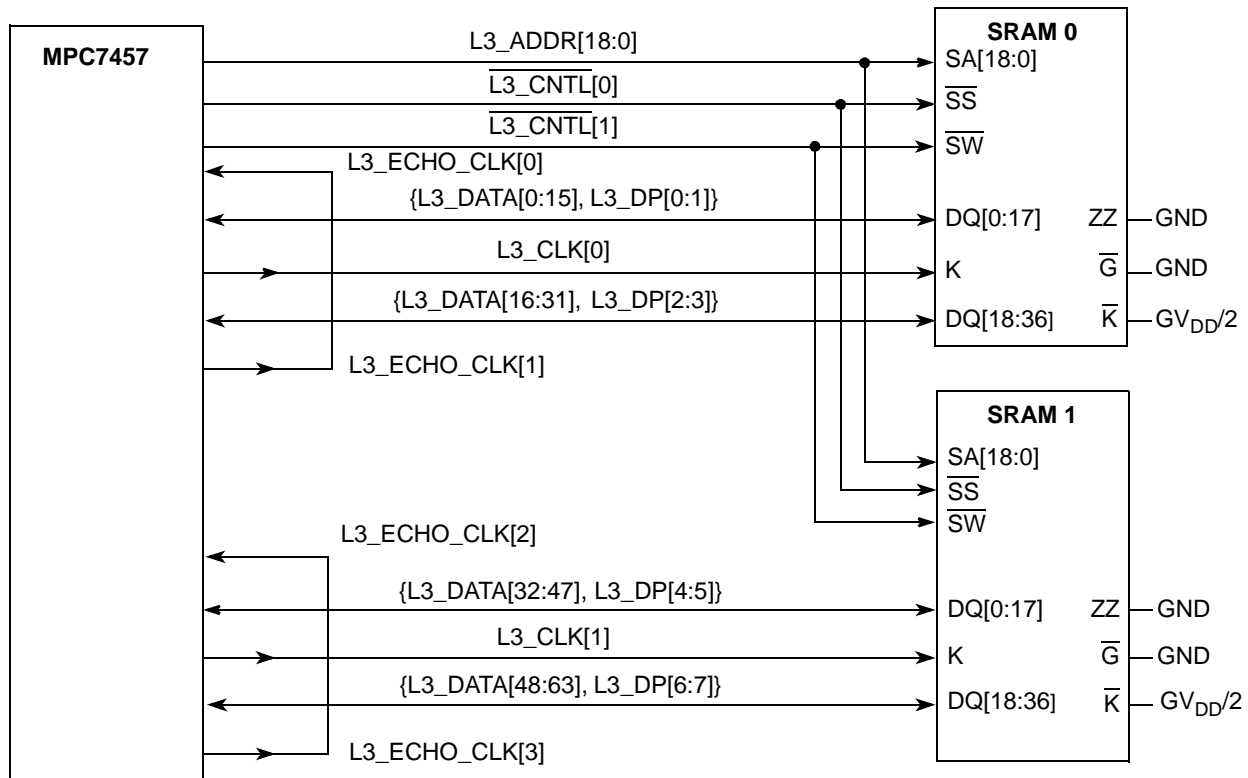 MPC7457
L3_ADDR[18:0]
L3_CNTL[0]
L3_CNTL[1]
L3_ECHO_CLK[0]
{L3_DATA[0:15], L3_DP[0:1]}
L3_CLK[0]
{L3_DATA[16:31], L3_DP[2:3]}
L3_ECHO_CLK[1]
SRAM 0
SA[18:0]
SS
SW
DQ[0:17] ZZ GND
K G GND
DQ[18:36] K GVDD/2
L3_ECHO_CLK[2]
{L3_DATA[32:47], L3_DP[4:5]}
L3_CLK[1]
{L3_DATA[48:63], L3_DP[6:7]}
L3_ECHO_CLK[3]
SRAM 1
SA[18:0]
SS
SW
DQ[0:17] ZZ GND
K G GND
DQ[18:36] K GVDD/2